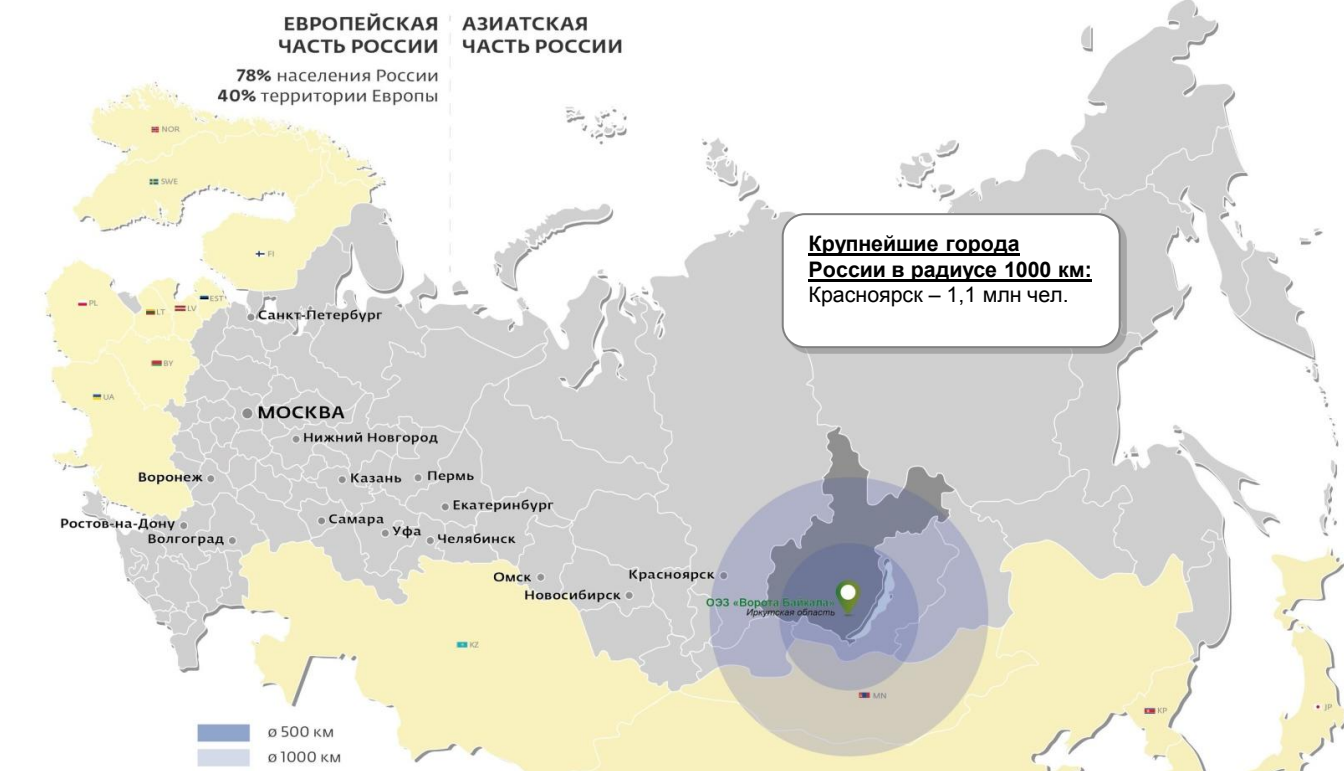 ЕВРОПЕЙСКАЯ
ЧАСТЬ РОССИИ
78% населения России
40% территории Европы
АЗИАТСКАЯ
ЧАСТЬ РОССИИ
NOR
SWE
FI
Крупнейшие города
России в радиусе 1000 км:
Красноярск – 1,1 млн чел.
PL
LT
LV
EST
Санкт-Петербург
BY
UA
МОСКВА
Нижний Новгород
Воронеж
Казань
Пермь
Екатеринбург
Ростов-на-Дону
Волгоград
Самара
Уфа
Челябинск
Омск
Новосибирск
Красноярск
ОЭЗ «Ворота Байкала»
Иркутская область
KZ
MN
KP
JP
ø 500 км
ø 1000 км